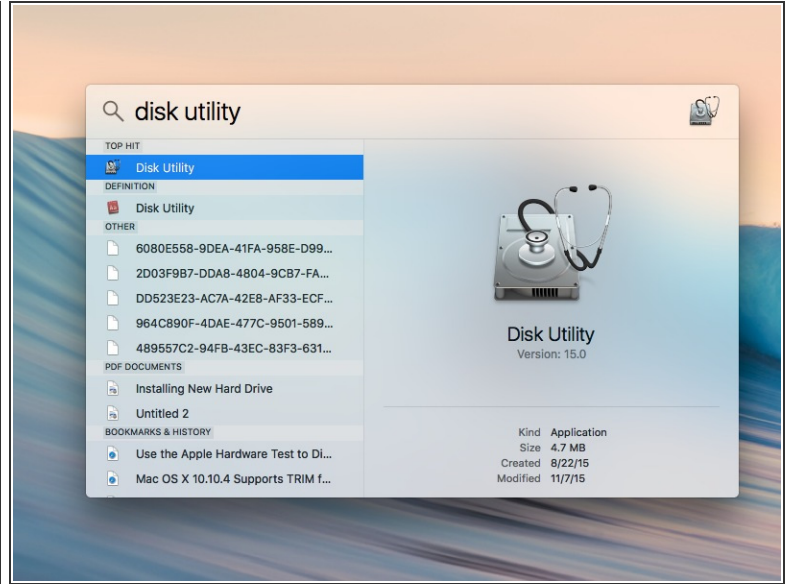 disk utility
TOP HIT
Disk Utility
DEFINITION
Disk Utility
OTHER
6080E558-9DEA-41FA-958E-D99...
2D03F9B7-DDA8-4804-9CB7-FA...
DD523E23-AC7A-42E8-AF33-ECF...
964C890F-4DAE-477C-9501-589...
489557C2-94FB-43EC-83F3-631...
PDF DOCUMENTS
Installing New Hard Drive
Untitled 2
BOOKMARKS & HISTORY
Use the Apple Hardware Test to Di...
Mac OS X 10.10.4 Supports TRIM f...
Disk Utility
Version: 15.0
Kind Application
Size 4.7 MB
Created 8/22/15
Modified 11/7/15